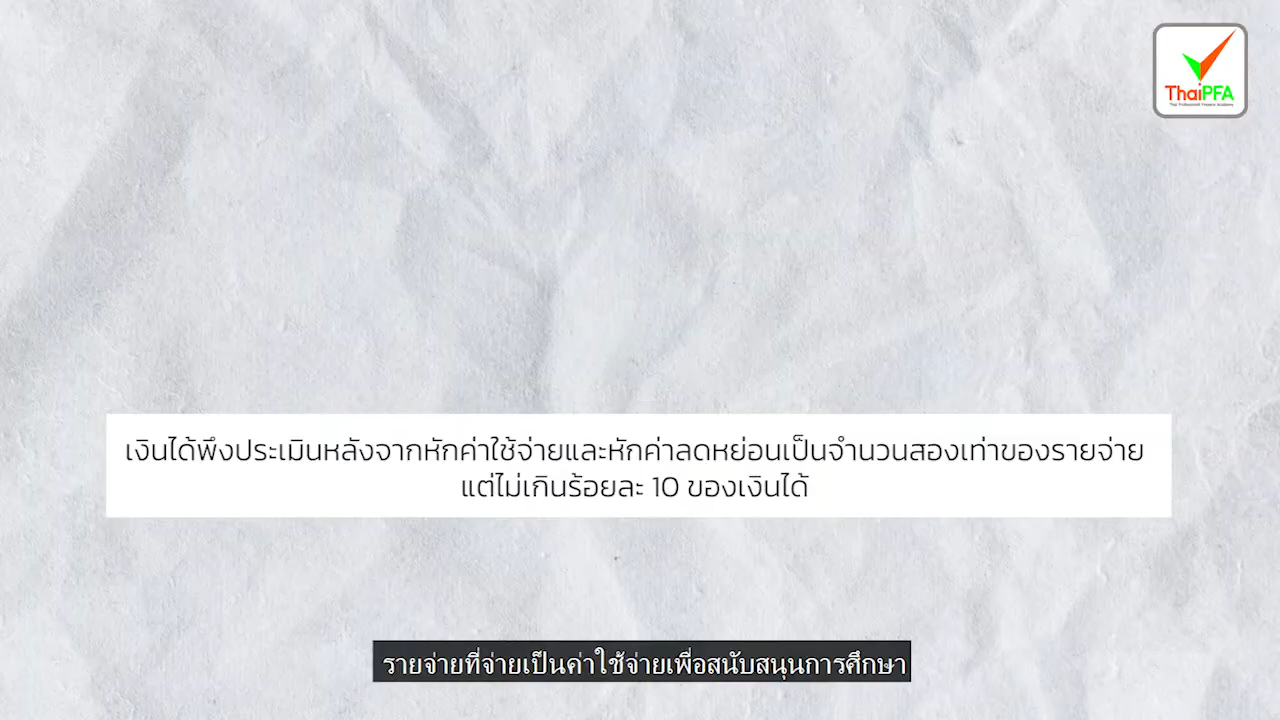 ThaiPFA
Thai Professional Finance Academy
เงินได้พึงประเมินหลังจากหักค่าใช้จ่ายและหักค่าลดหย่อนเป็นจำนวนสองเท่าของรายจ่าย
แต่ไม่เกินร้อยละ 10 ของเงินได้
รายจ่ายที่จ่ายเป็นค่าใช้จ่ายเพื่อสนับสนุนการศึกษา